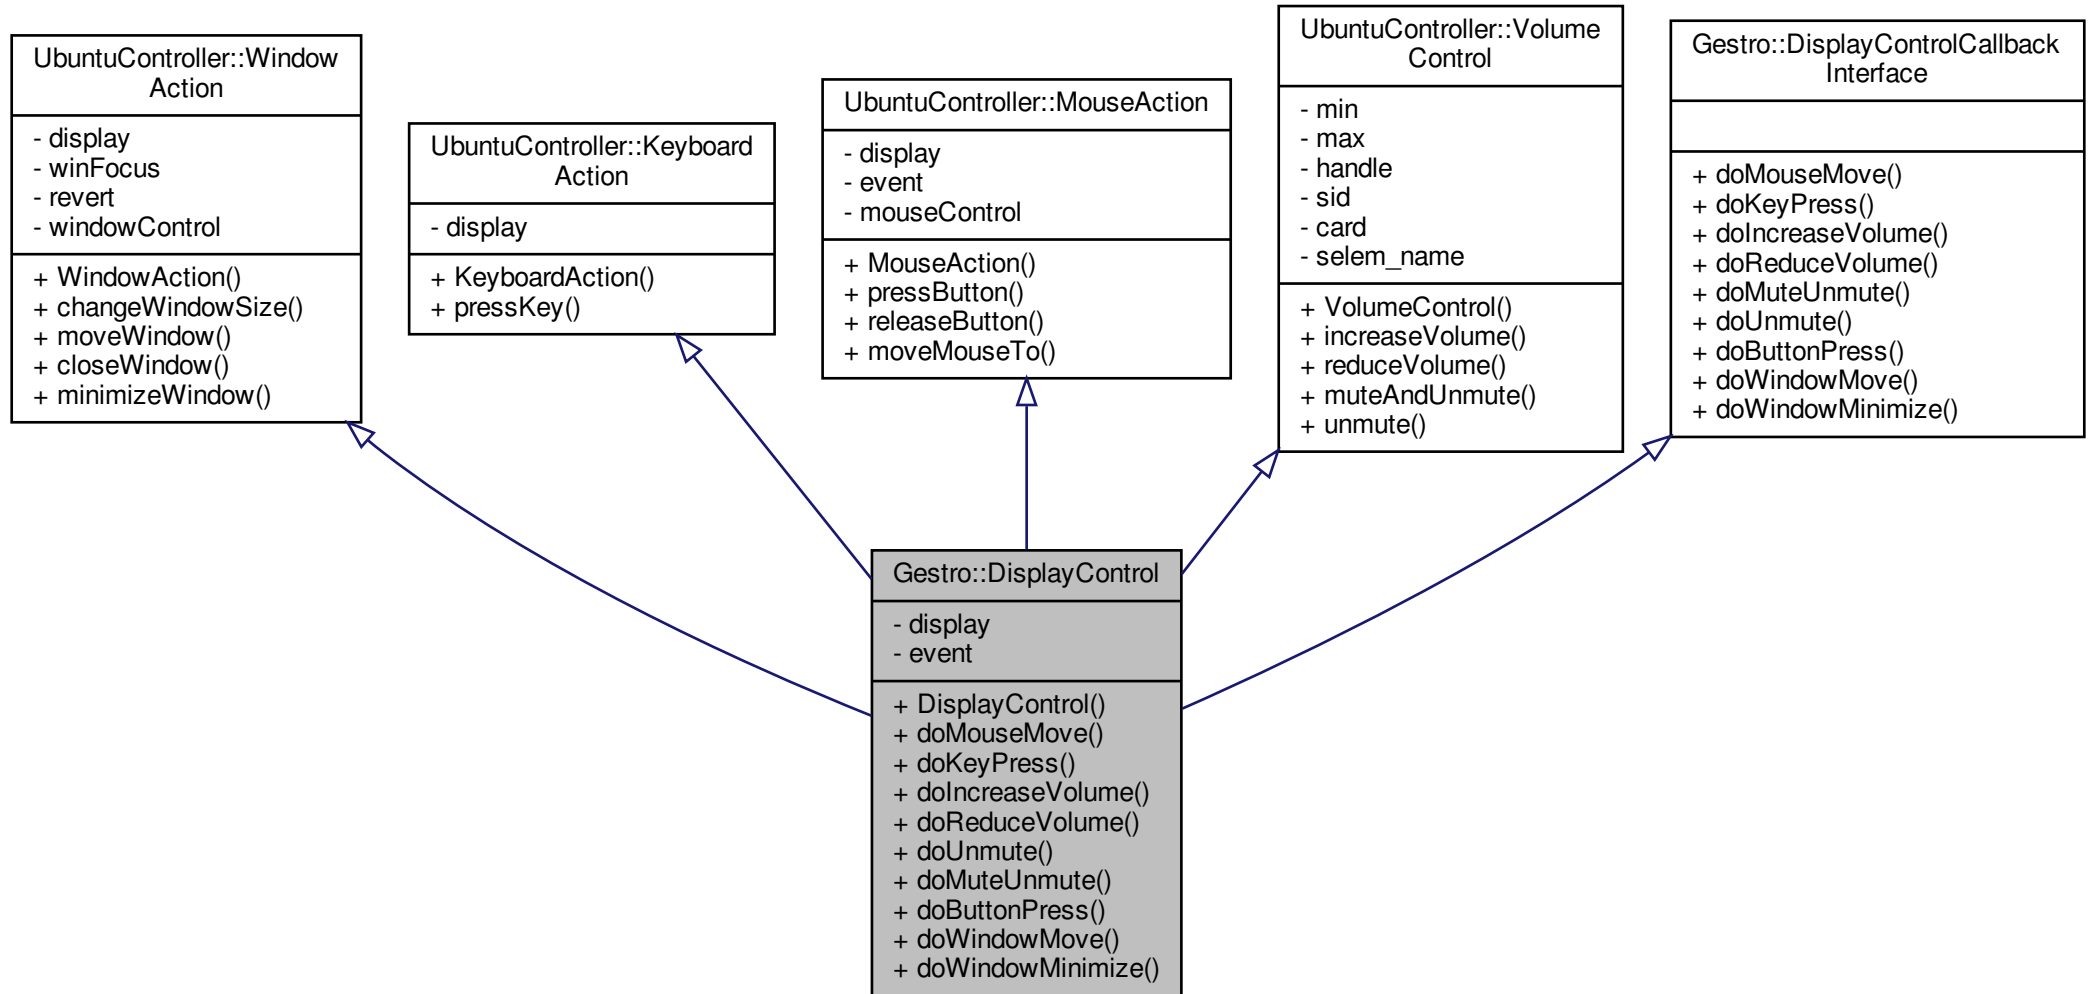 UbuntuController::Window
Action
- display
- winFocus
- revert
- windowControl
+ WindowAction()
+ changeWindowSize()
+ moveWindow()
+ closeWindow()
+ minimizeWindow()
UbuntuController::Keyboard
Action
- display
+ KeyboardAction()
+ pressKey()
UbuntuController::MouseAction
- display
- event
- mouseControl
+ MouseAction()
+ pressButton()
+ releaseButton()
+ moveMouseTo()
UbuntuController::Volume
Control
- min
- max
- handle
- sid
- card
- selem_name
+ VolumeControl()
+ increaseVolume()
+ reduceVolume()
+ muteAndUnmute()
+ unmute()
Gestro::DisplayControlCallback
Interface
+ doMouseMove()
+ doKeyPress()
+ doIncreaseVolume()
+ doReduceVolume()
+ doMuteUnmute()
+ doUnmute()
+ doButtonPress()
+ doWindowMove()
+ doWindowMinimize()
Gestro::DisplayControl
- display
- event
+ DisplayControl()
+ doMouseMove()
+ doKeyPress()
+ doIncreaseVolume()
+ doReduceVolume()
+ doUnmute()
+ doMuteUnmute()
+ doButtonPress()
+ doWindowMove()
+ doWindowMinimize()